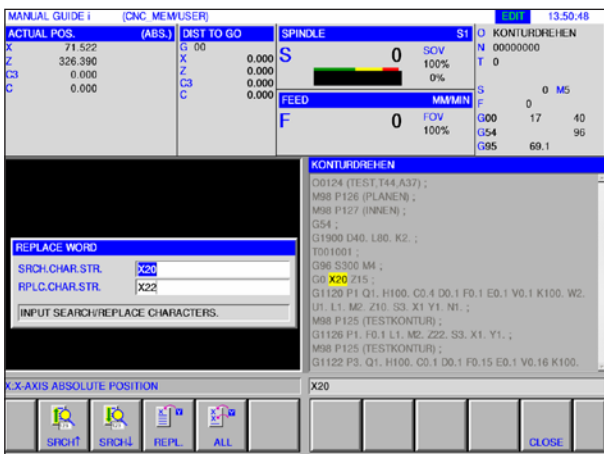 MANUAL GUIDE i (CNC_MEM/USER) EDIT 13:50:48
ACTUAL POS. (ABS.) DIST TO GO SPINDLE S1 O KONTURDREHEN
X 71.522 G 00 N 00000000
Z 326.390 X 0.000 S 0 SOV T 0
C3 0.000 Z 0.000 100%
C 0.000 C3 0.000 0% S 0 M5
C 0.000 FEED MM/MIN F 0
F 0 FOV G00 17 40
100% G54 96
G95 69.1
KONTURDREHEN
O0124 (TEST,T44,A37) ;
M98 P126 (PLANEN) ;
M98 P127 (INNEN) ;
G54 ;
G1900 D40. L80. K2. ;
T001001 ;
G96 S300 M4 ;
G0 X20 Z15 ;
G1120 P1 Q1. H100. C0.4 D0.1 F0.1 E0.1 V0.1 K100. W2.
U1. L1. M2. Z10. S3. X1. Y1. N1. ;
M98 P125 (TESTKONTUR) ;
G1126 P1. F0.1 L1. M2. Z22. S3. X1. Y1. ;
M98 P125 (TESTKONTUR) ;
G1122 P3. Q1. H100. C0.1 D0.1 F0.15 E0.1 V0.16 K100.
REPLACE WORD
SRCH.CHAR.STR. X20
RPLC.CHAR.STR. X22
INPUT SEARCH/REPLACE CHARACTERS.
X:X-AXIS ABSOLUTE POSITION X20
SRCH↑ SRCH↓ REPL. ALL CLOSE